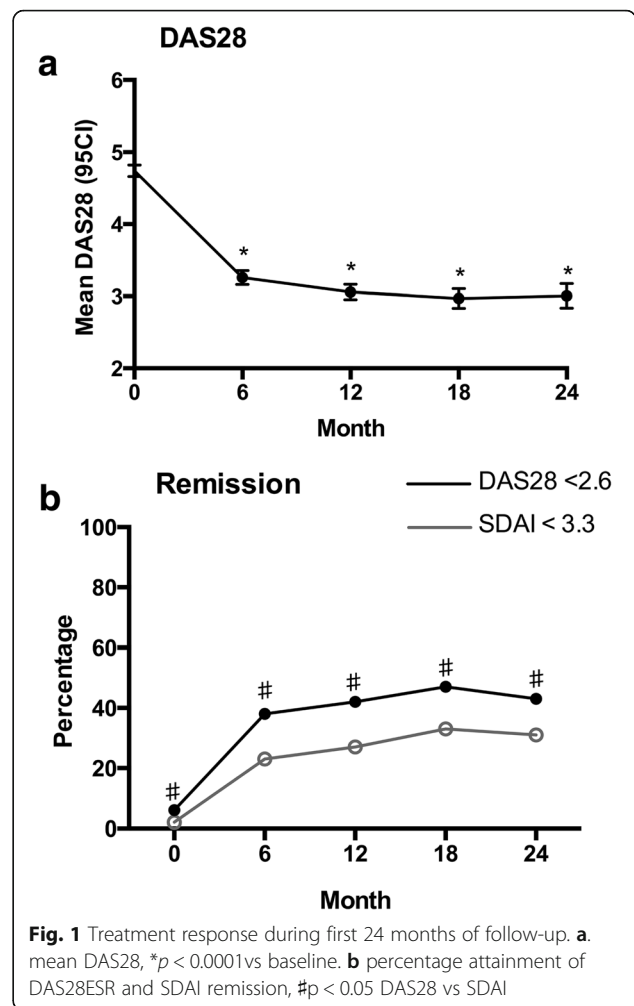 DAS28
a
6
5
4
3
2
Mean DAS28 (95CI)
* * * *
0 6 12 18 24
Month
b
Remission
DAS28 <2.6
SDAI < 3.3
100
80
60
40
20
0
Percentage
# # # # #
0 6 12 18 24
Month
Fig. 1 Treatment response during first 24 months of follow-up. a.
mean DAS28, *p < 0.0001vs baseline. b percentage attainment of
DAS28ESR and SDAI remission, #p < 0.05 DAS28 vs SDAI